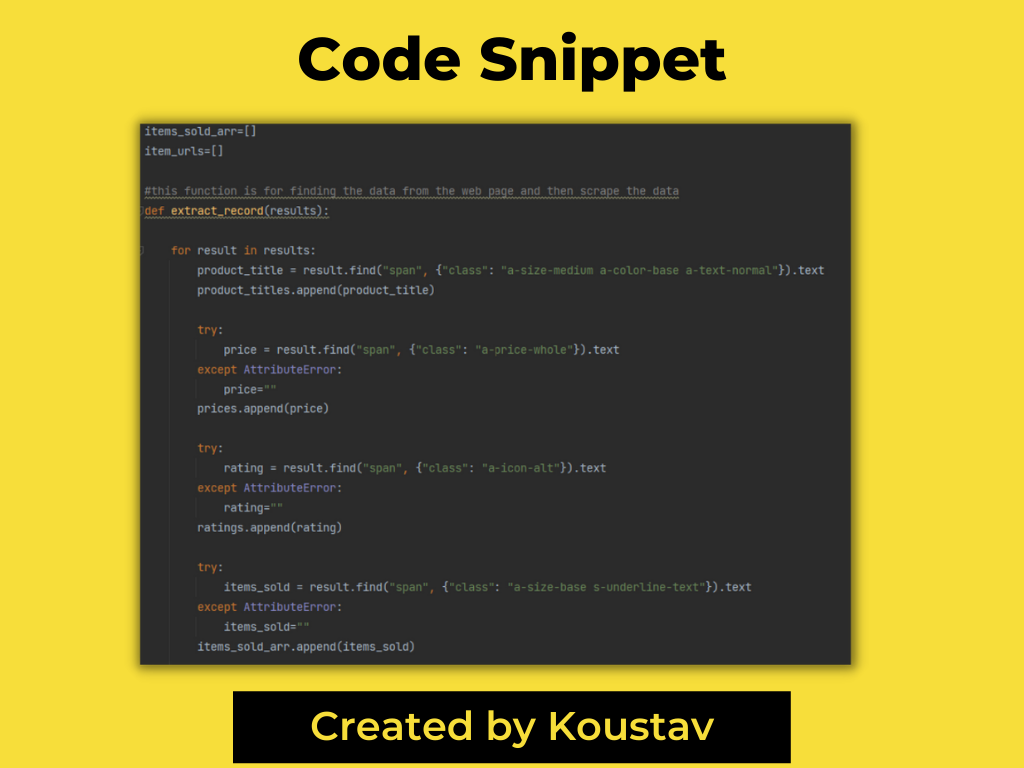 Code Snippet
items_sold_arr=[]
item_urls=[]
#this function is for finding the data from the web page and then scrape the data
def extract_record(results):
for result in results:
product_title = result.find("span", {"class": "a-size-medium a-color-base a-text-normal"}).text
product_titles.append(product_title)
try:
price = result.find("span", {"class": "a-price-whole"}).text
except AttributeError:
price=""
prices.append(price)
try:
rating = result.find("span", {"class": "a-icon-alt"}).text
except AttributeError:
rating=""
ratings.append(rating)
try:
items_sold = result.find("span", {"class": "a-size-base s-underline-text"}).text
except AttributeError:
items_sold=""
items_sold_arr.append(items_sold)
Created by Koustav